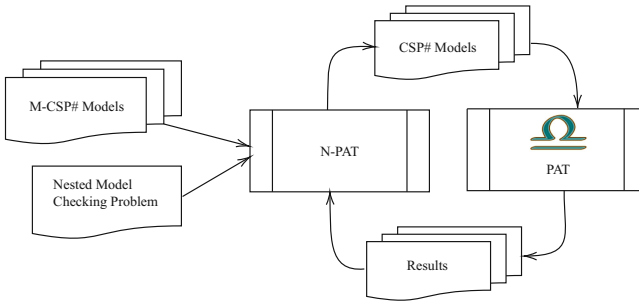 CSP# Models
M-CSP# Models
N-PAT
PAT
Nested Model
Checking Problem
Results